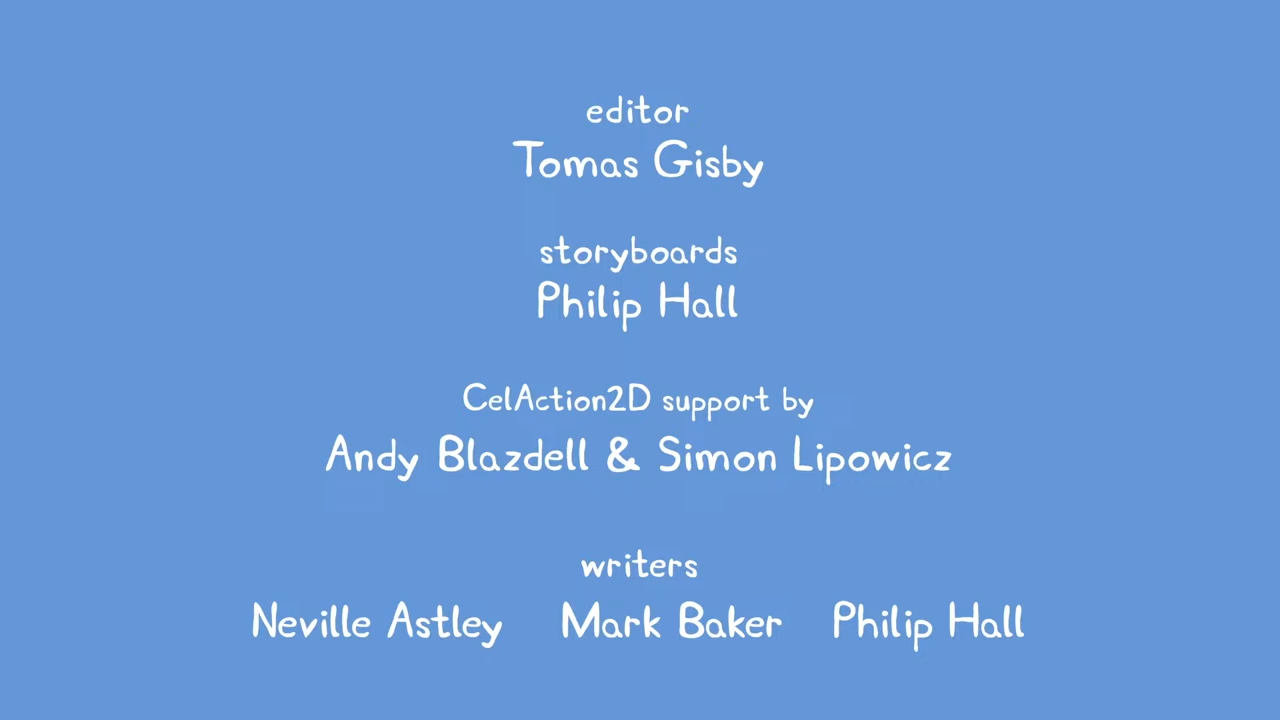 editor
Tomas Gisby
storyboards
Philip Hall
CelAction2D support by
Andy Blazdell & Simon Lipowicz
writers
Neville Astley Mark Baker Philip Hall